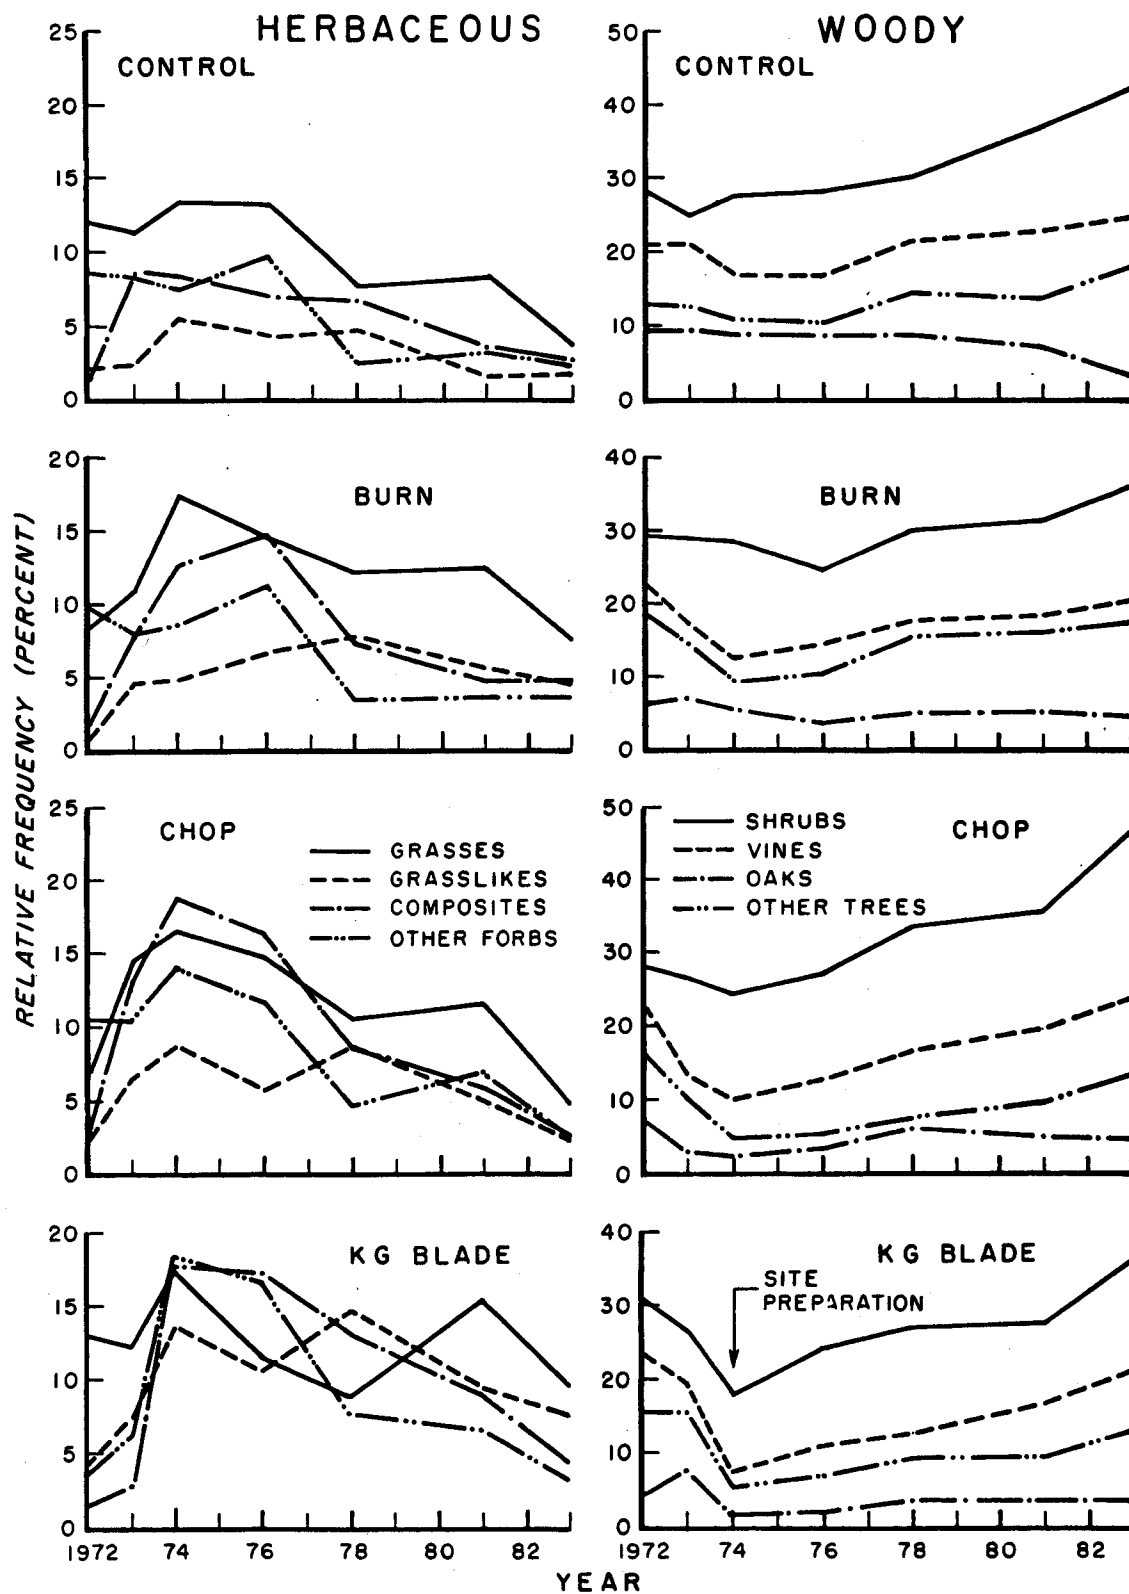 HERBACEOUS
CONTROL
25
20
15
10
5
0
WOODY
CONTROL
50
40
30
20
10
0
RELATIVE FREQUENCY (PERCENT)
BURN
20
15
10
5
0
BURN
40
30
20
10
0
CHOP
25
20
15
10
5
0
GRASSES
GRASSLIKES
COMPOSITES
OTHER FORBS
CHOP
50
40
30
20
10
0
SHRUBS
VINES
OAKS
OTHER TREES
KG BLADE
20
15
10
5
0
1972 74 76 78 80 82
KG BLADE
SITE
PREPARATION
40
30
20
10
0
1972 74 76 78 80 82
YEAR